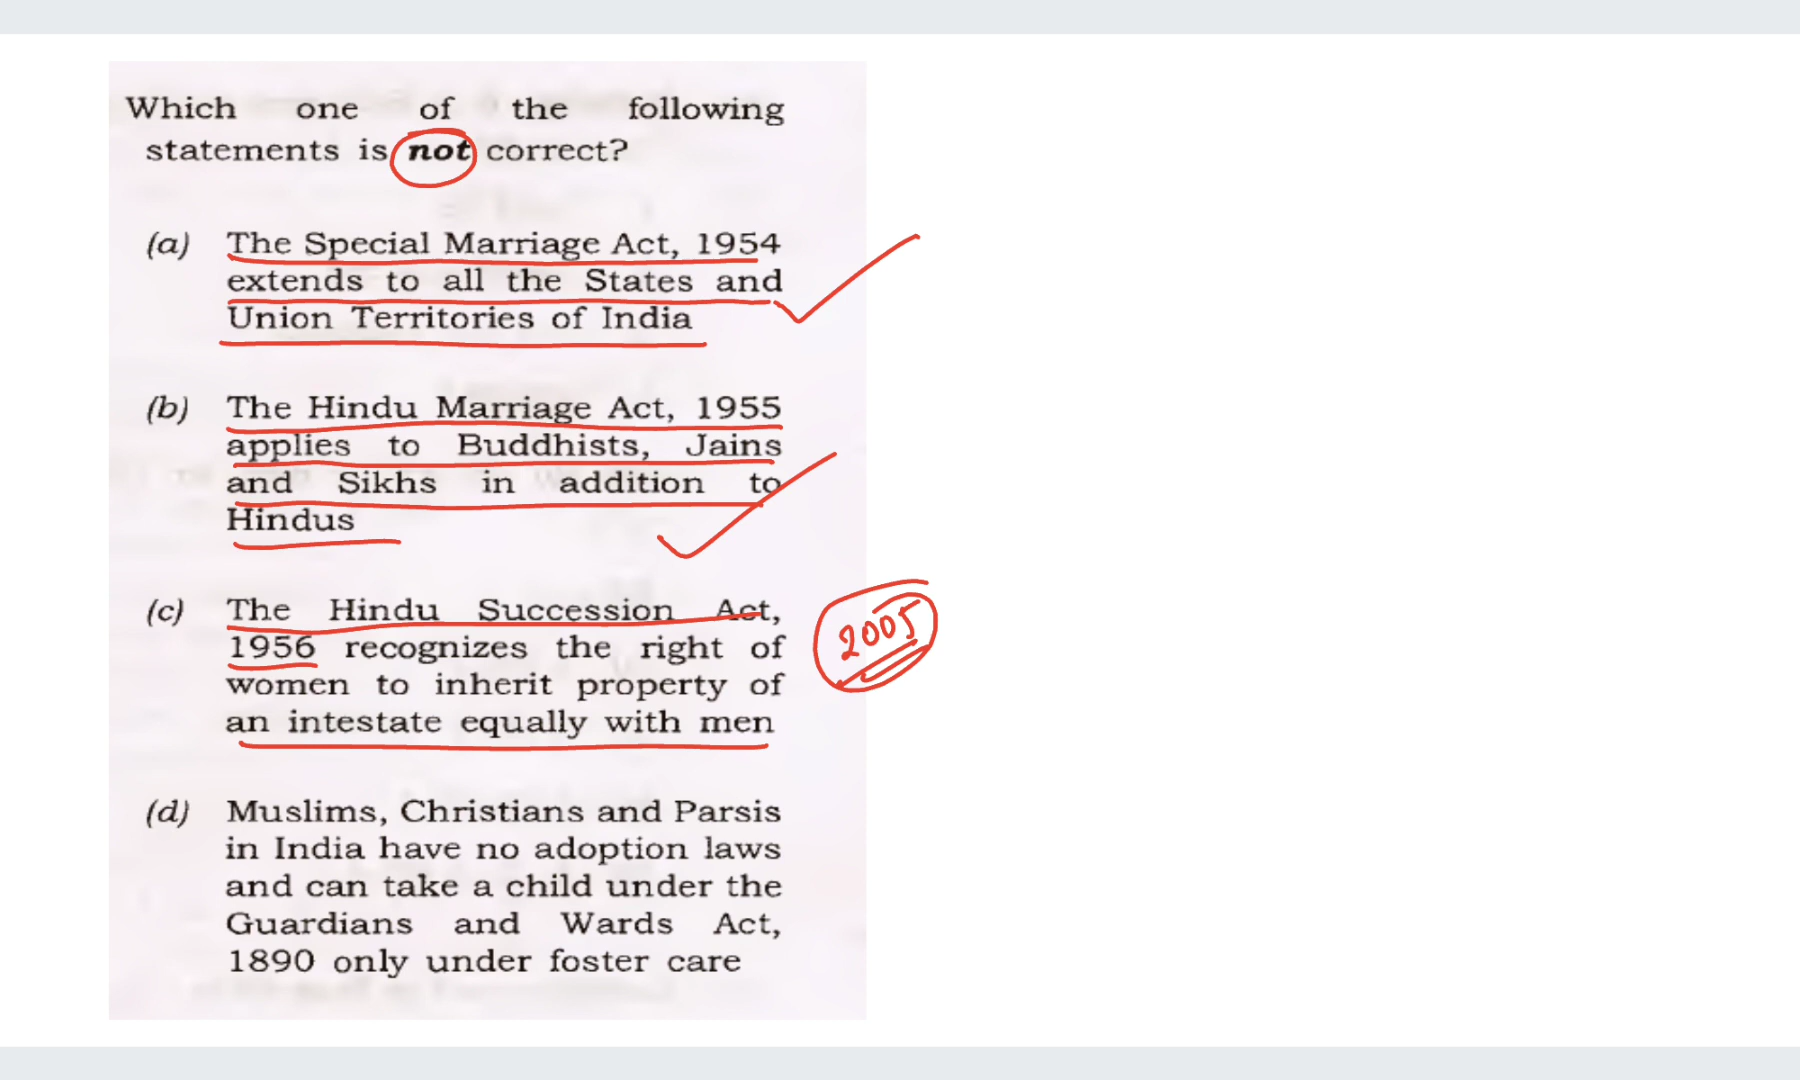 Which one of the following
statements is not correct?
(a) The Special Marriage Act, 1954
extends to all the States and
Union Territories of India
(b) The Hindu Marriage Act, 1955
applies to Buddhists, Jains
and Sikhs in addition to
Hindus
(c) The Hindu Succession Act,
1956 recognizes the right of
women to inherit property of
an intestate equally with men
2005
(d) Muslims, Christians and Parsis
in India have no adoption laws
and can take a child under the
Guardians and Wards Act,
1890 only under foster care